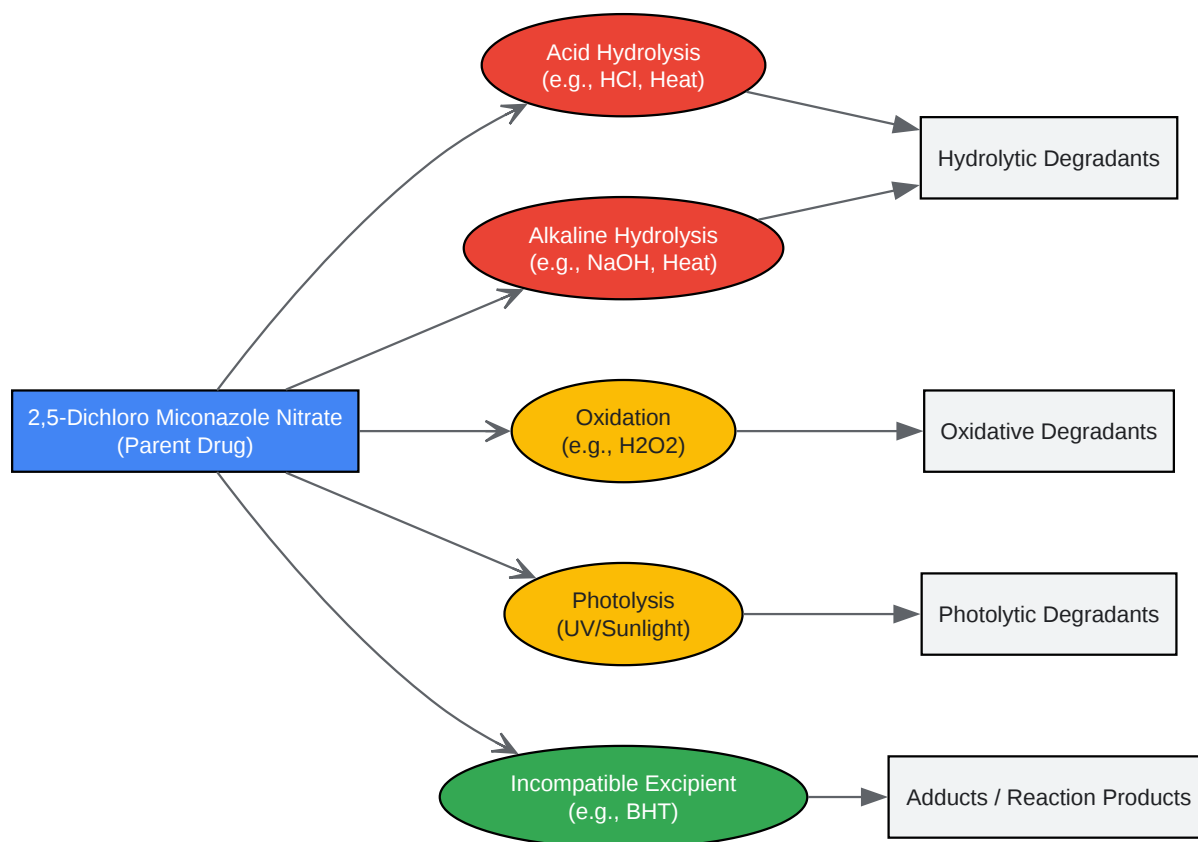 Acid Hydrolysis
(e.g., HCl, Heat)
Hydrolytic Degradants
Alkaline Hydrolysis
(e.g., NaOH, Heat)
2,5-Dichloro Miconazole Nitrate
(Parent Drug)
Oxidation
(e.g., H2O2)
Oxidative Degradants
Photolysis
(UV/Sunlight)
Photolytic Degradants
Incompatible Excipient
(e.g., BHT)
Adducts / Reaction Products